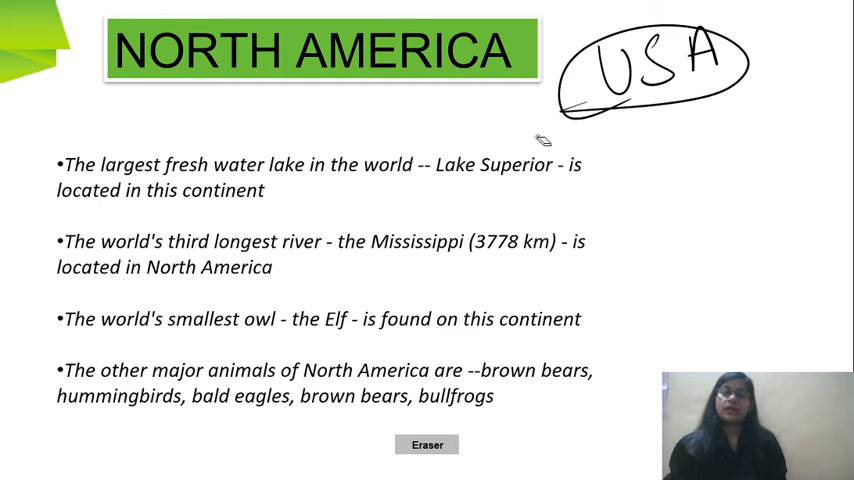 NORTH AMERICA
USA
•The largest fresh water lake in the world -- Lake Superior - is
located in this continent
•The world's third longest river - the Mississippi (3778 km) - is
located in North America
•The world's smallest owl - the Elf - is found on this continent
•The other major animals of North America are --brown bears,
hummingbirds, bald eagles, brown bears, bullfrogs
Eraser